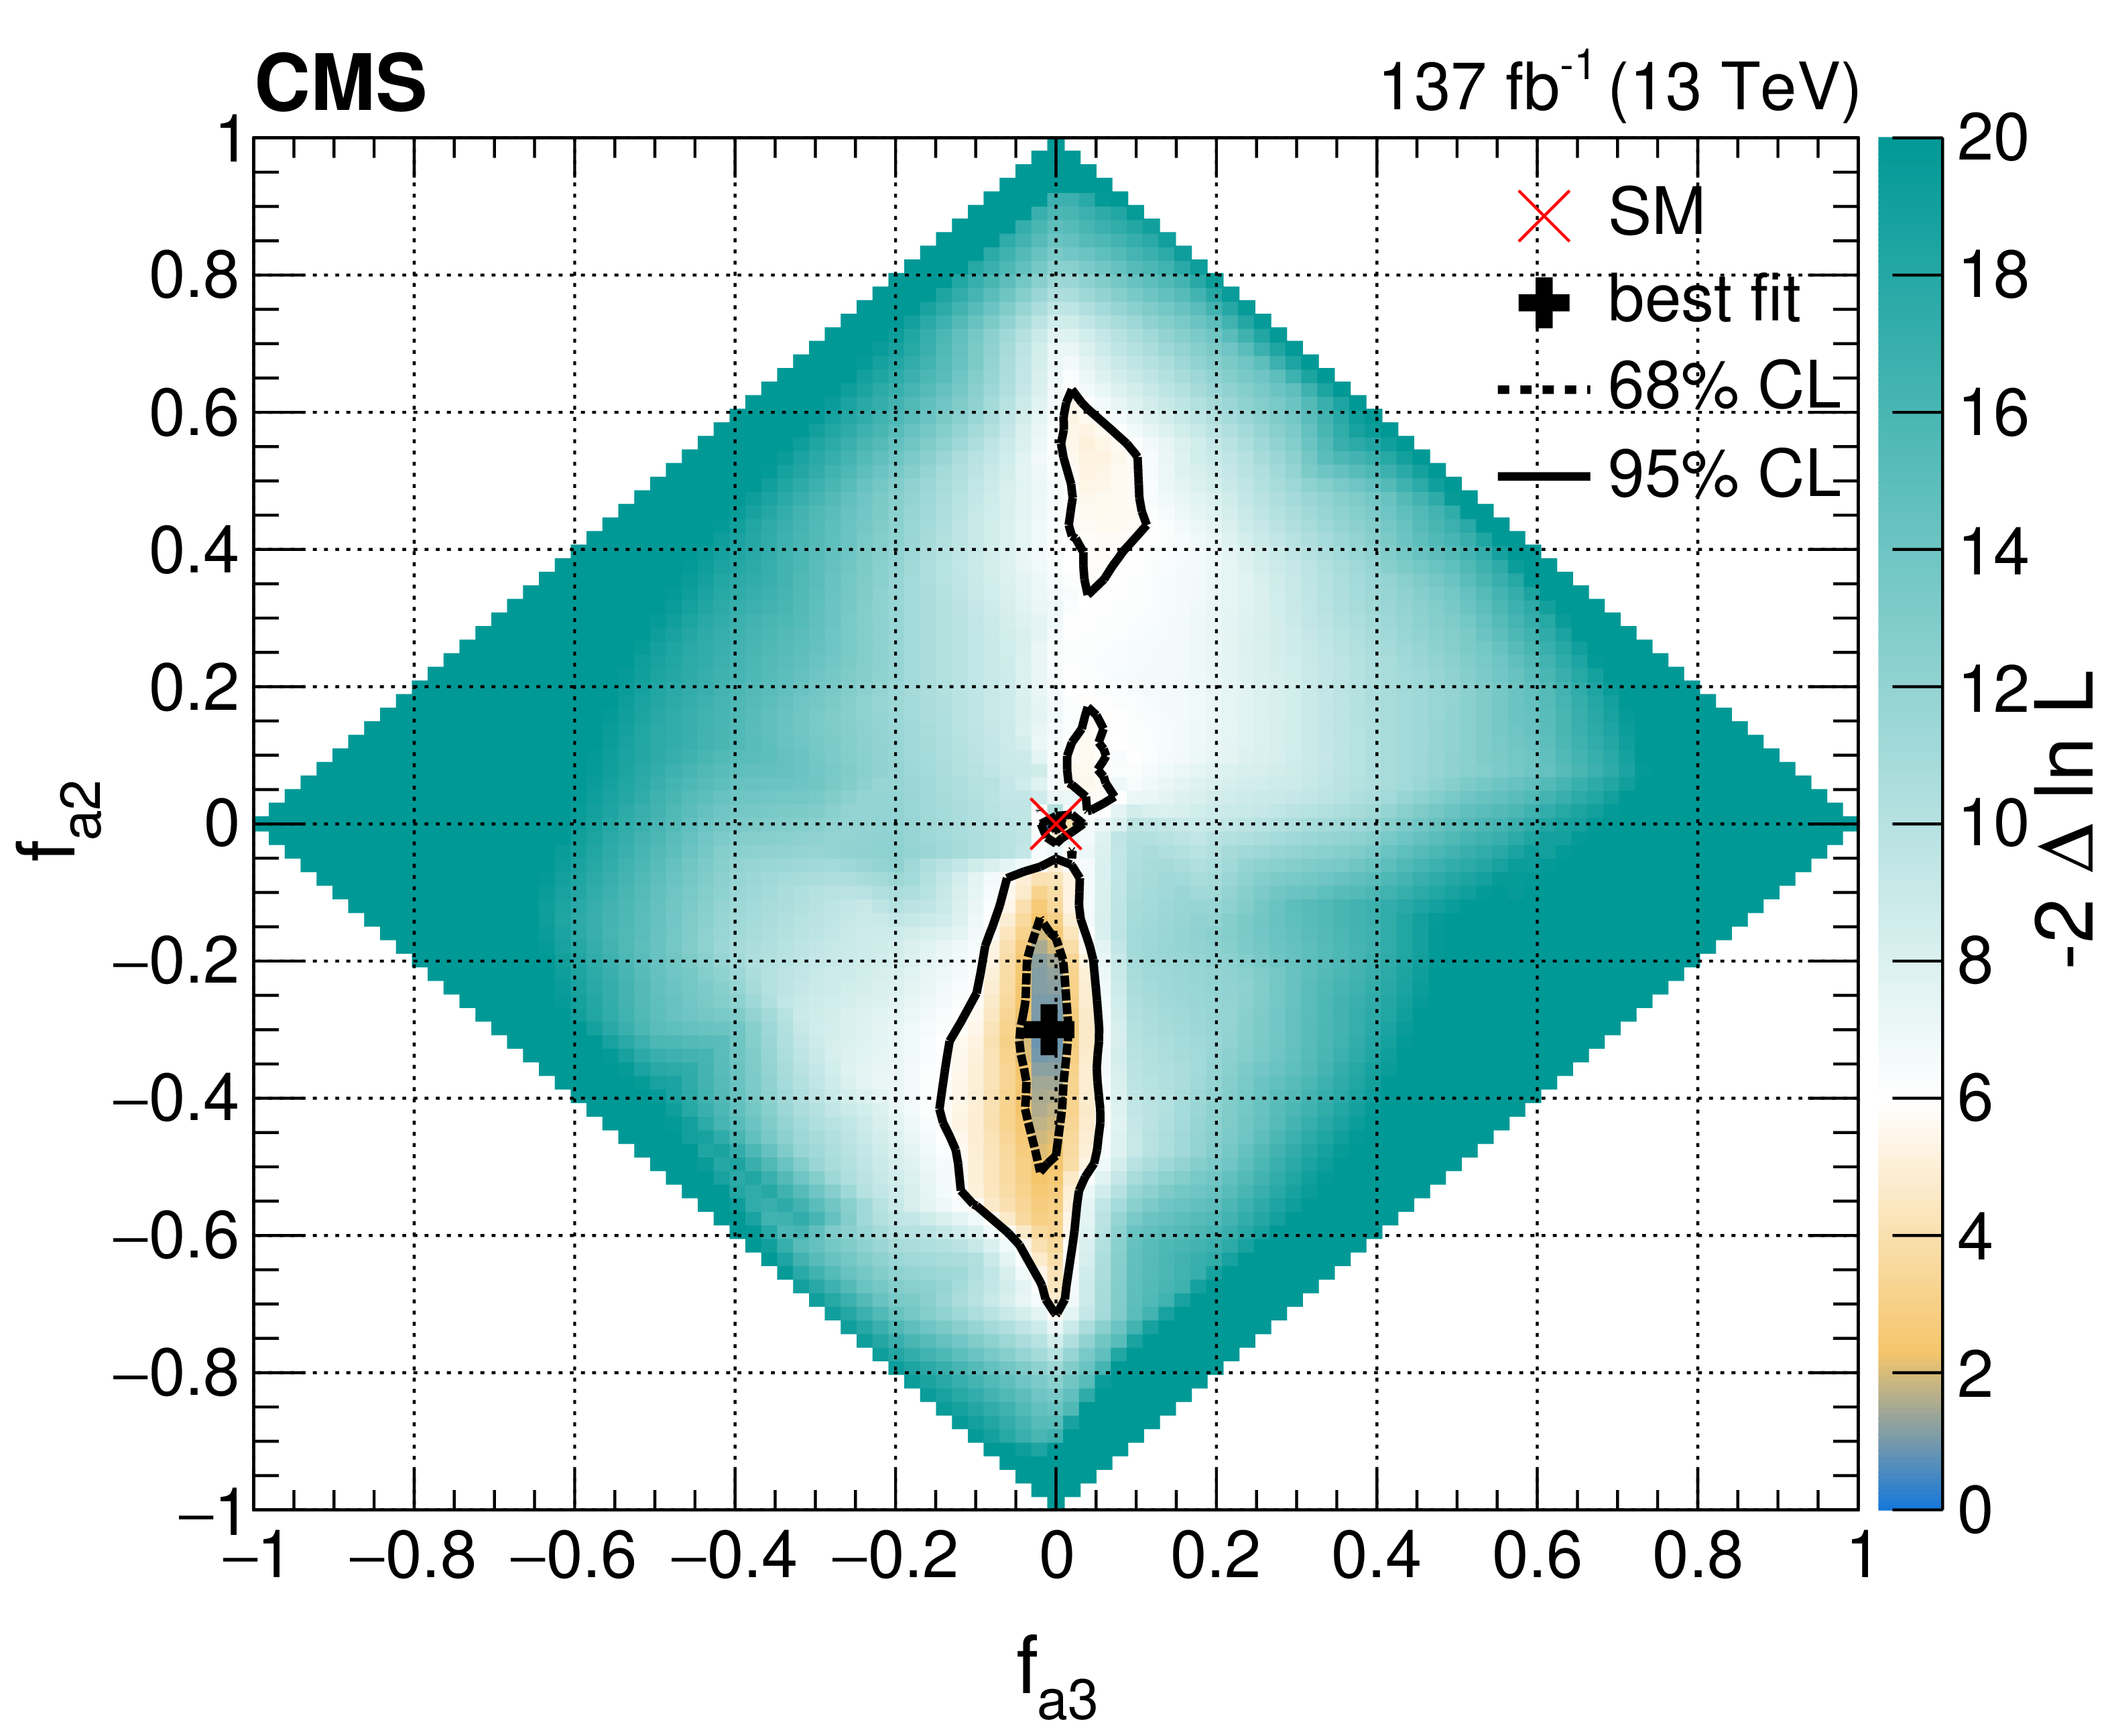 CMS 137 fb-1 (13 TeV)
SM
best fit
68% CL
95% CL
1
0.8
0.6
0.4
0.2
0
−0.2
−0.4
−0.6
−0.8
−1
fa2
−1 −0.8 −0.6 −0.4 −0.2 0 0.2 0.4 0.6 0.8 1
fa3
20
18
16
14
12
10
8
6
4
2
0
-2 Δ ln L